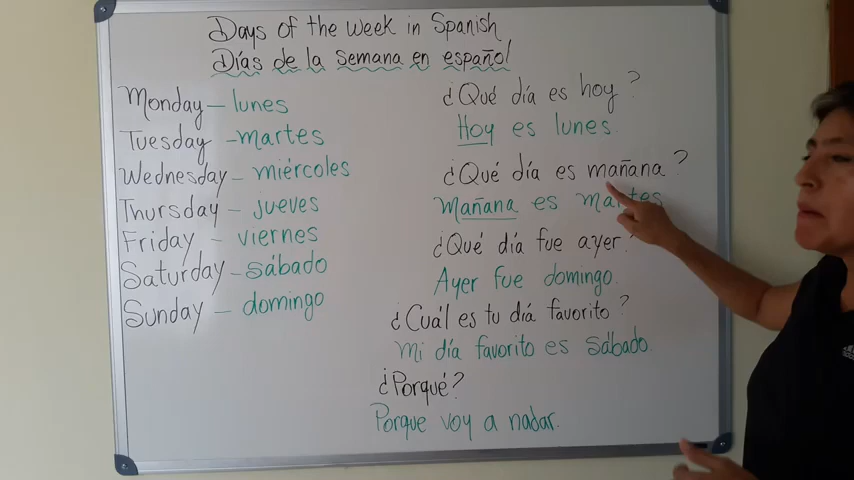 Days of the week in Spanish
Días de la semana en español
Monday - lunes
Tuesday - martes
Wednesday - miércoles
Thursday - jueves
Friday - viernes
Saturday - sábado
Sunday - domingo
¿Qué día es hoy?
Hoy es lunes.
¿Qué día es mañana?
Mañana es martes
¿Qué día fue ayer?
Ayer fue domingo.
¿Cuál es tu diá favorito?
Mi día favorito es sábado.
¿Porqué?
Porque voy a nadar.